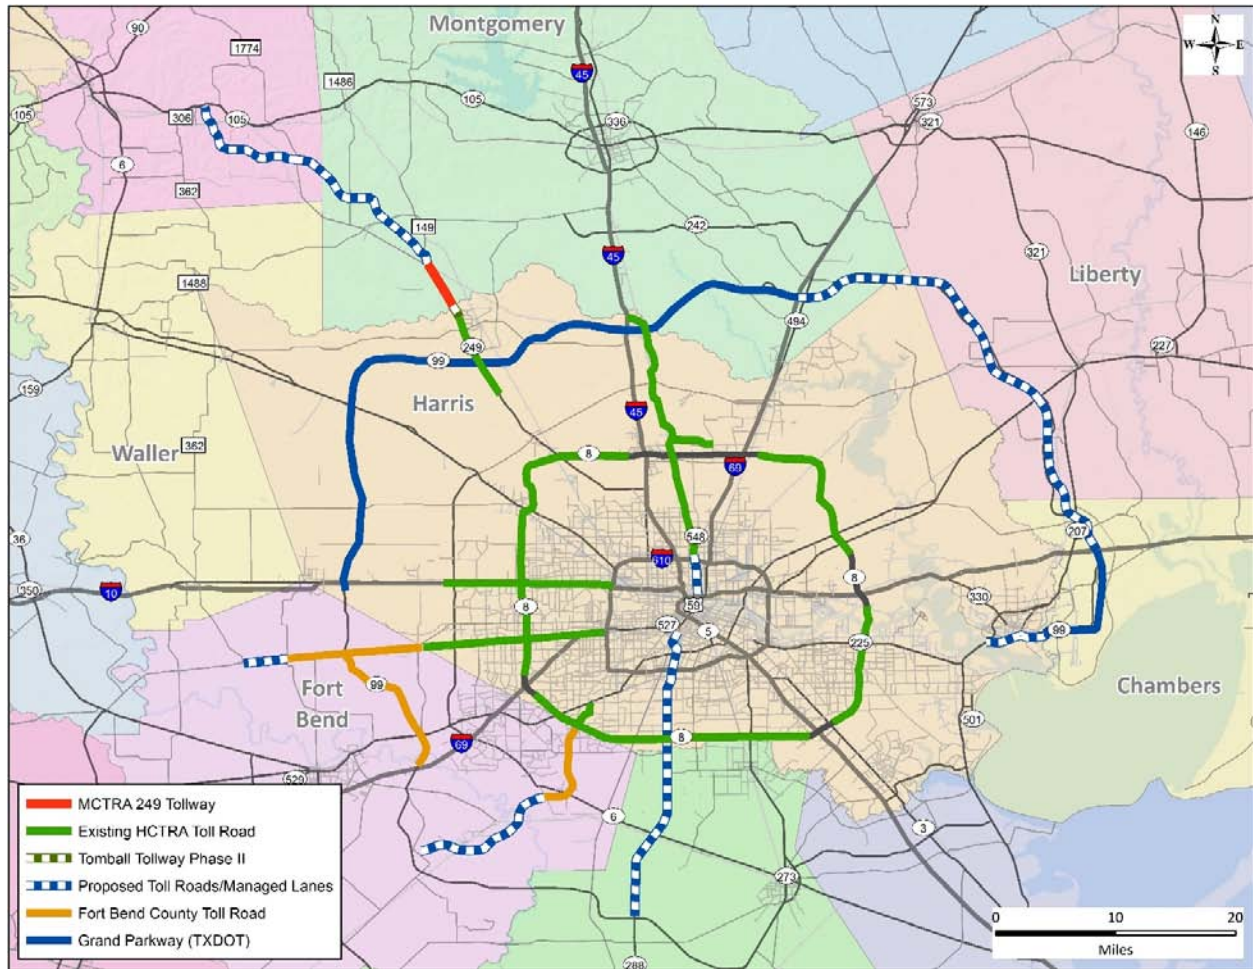 Montgomery
N
W E
S
90
1774
45
1486
105
573
105
306
105
336
321
146
6
362
149
242
321
45
Liberty
1488
494
249
99
227
159
Harris
45
Waller
362
8
69
36
548
207
610
8
350
10
59
330
8
527
5
99
225
Fort
Bend
99
Chambers
501
69
8
529
6
3
273
288
MCTRA 249 Tollway
Existing HCTRA Toll Road
Tomball Tollway Phase II
Proposed Toll Roads/Managed Lanes
Fort Bend County Toll Road
Grand Parkway (TXDOT)
0 10 20
Miles